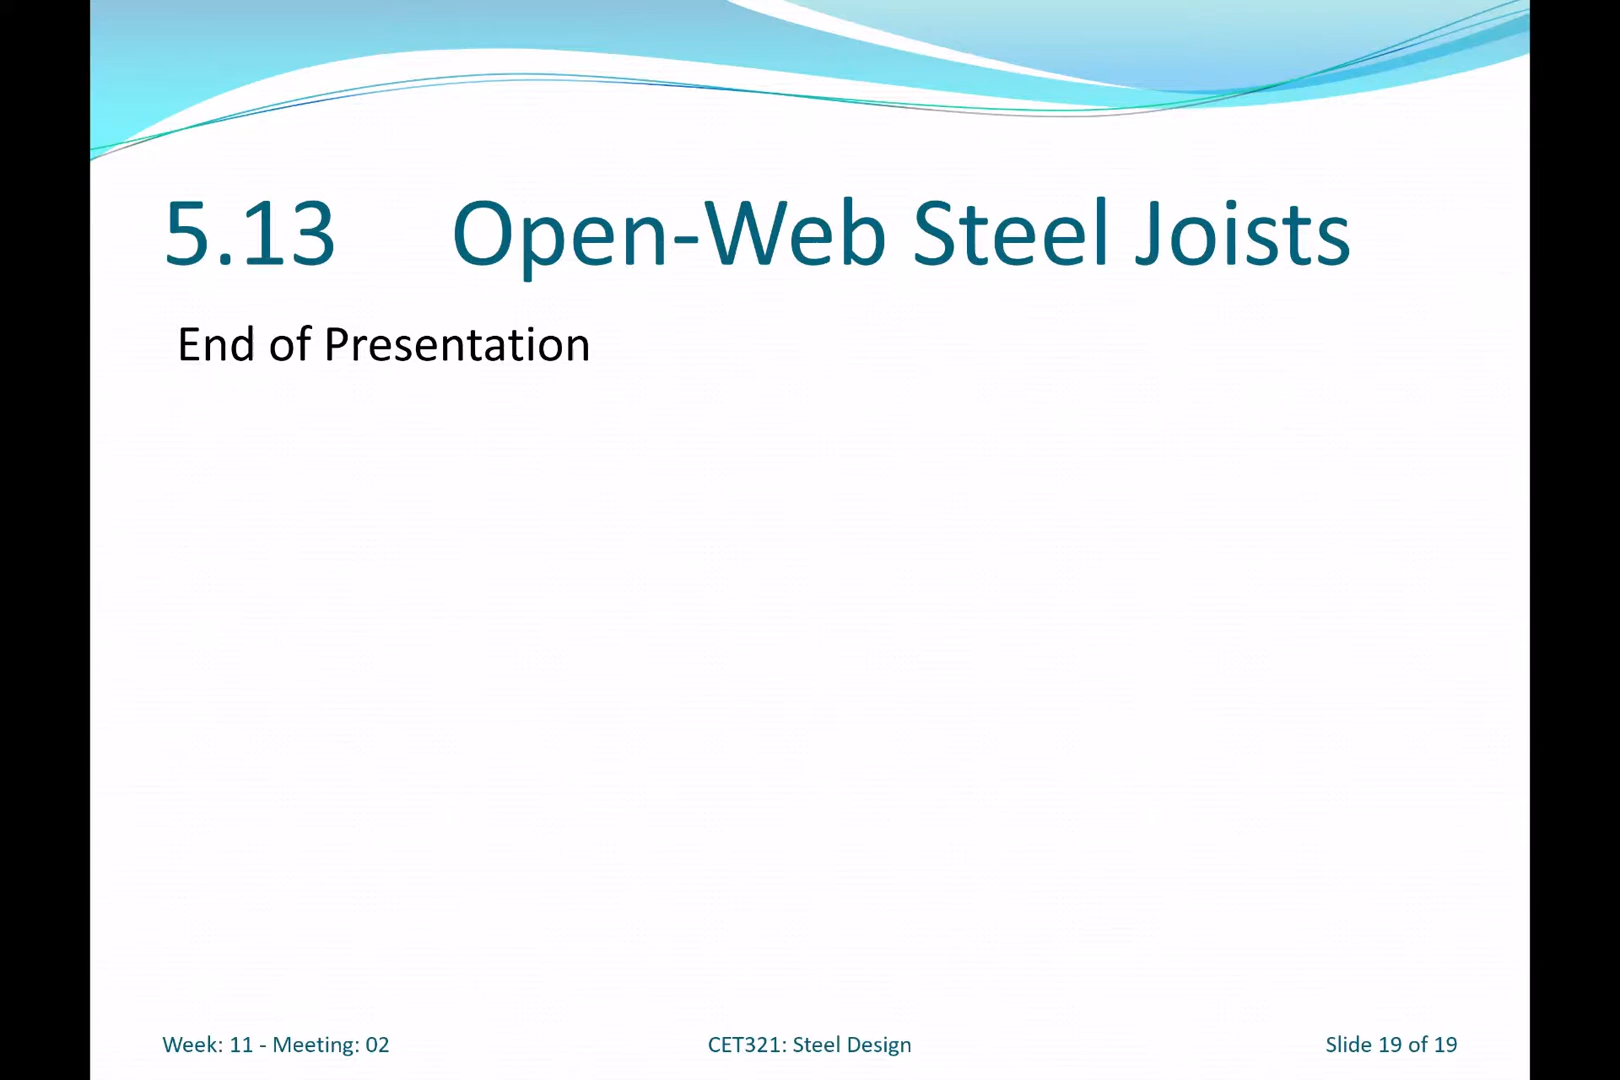 5.13 Open-Web Steel Joists
End of Presentation
Week: 11 - Meeting: 02
CET321: Steel Design
Slide 19 of 19